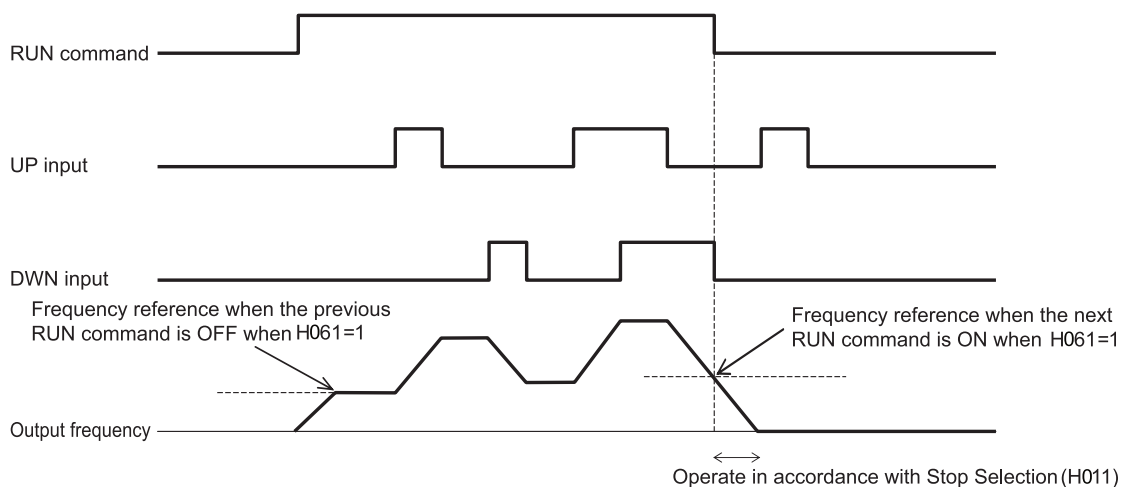 RUN command
UP input
DWN input
Frequency reference when the previous
RUN command is OFF when H061=1
Frequency reference when the next
RUN command is ON when H061=1
Output frequency
Operate in accordance with Stop Selection (H011)